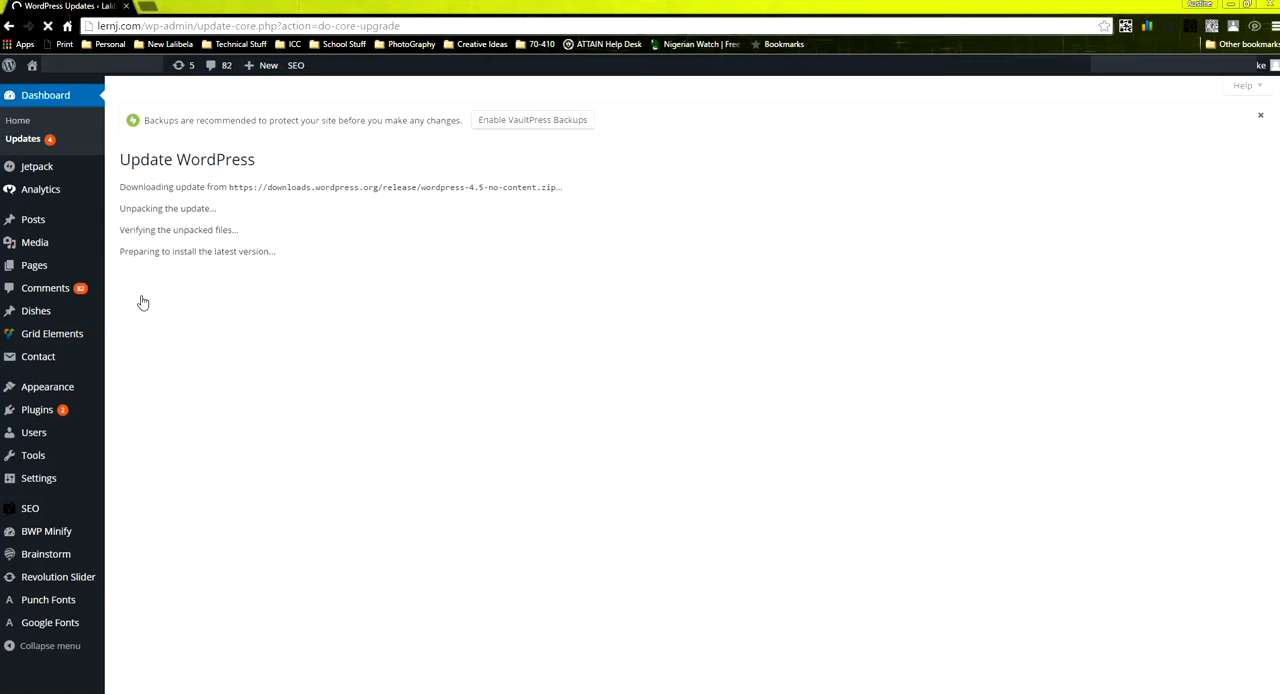 WordPress Updates ‹ Lali
Austine
lernj.com/wp-admin/update-core.php?action=do-core-upgrade
Apps Print Personal New Lalibela Technical Stuff ICC School Stuff PhotoGraphy Creative Ideas 70-410 ATTAIN Help Desk Nigerian Watch | Free Bookmarks Other bookmarks
5 82 New SEO ke
Dashboard
Home
Updates 4
Jetpack
Analytics
Posts
Media
Pages
Comments 82
Dishes
Grid Elements
Contact
Appearance
Plugins 2
Users
Tools
Settings
SEO
BWP Minify
Brainstorm
Revolution Slider
Punch Fonts
Google Fonts
Collapse menu
Help
Backups are recommended to protect your site before you make any changes. Enable VaultPress Backups
Update WordPress
Downloading update from https://downloads.wordpress.org/release/wordpress-4.5-no-content.zip…
Unpacking the update…
Verifying the unpacked files…
Preparing to install the latest version…